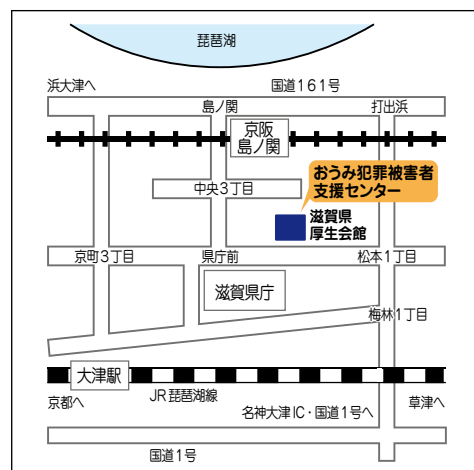 琵琶湖
浜大津へ
国道161号
島ノ関
打出浜
京阪
島ノ関
おうみ犯罪被害者
支援センター
中央3丁目
滋賀県
厚生会館
京町3丁目
県庁前
松本1丁目
滋賀県庁
梅林1丁目
大津駅
京都へ
JR琵琶湖線
名神大津IC・国道1号へ
草津へ
国道1号